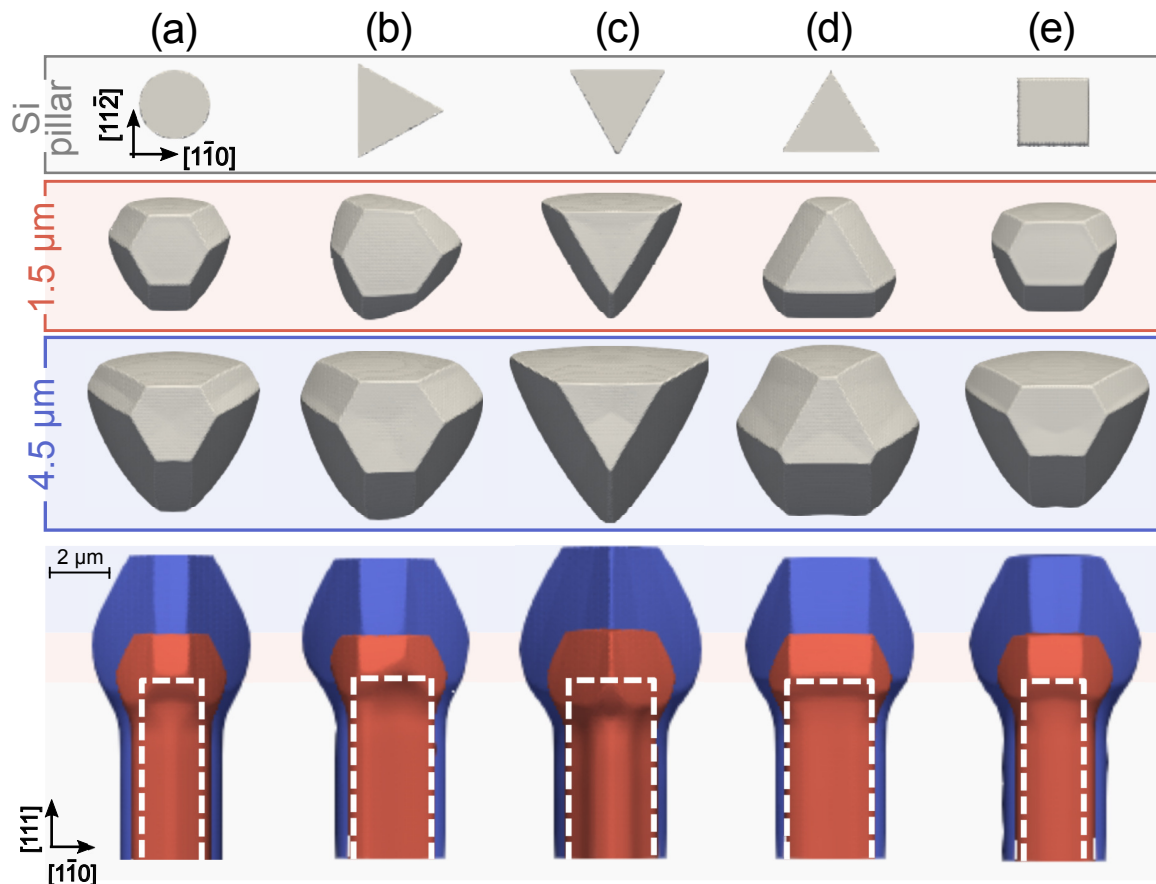 (a) (b) (c) (d) (e)
Si
pillar
[112̄]
[11̄0]
1.5 µm
4.5 µm
2 µm
[111]
[11̄0]